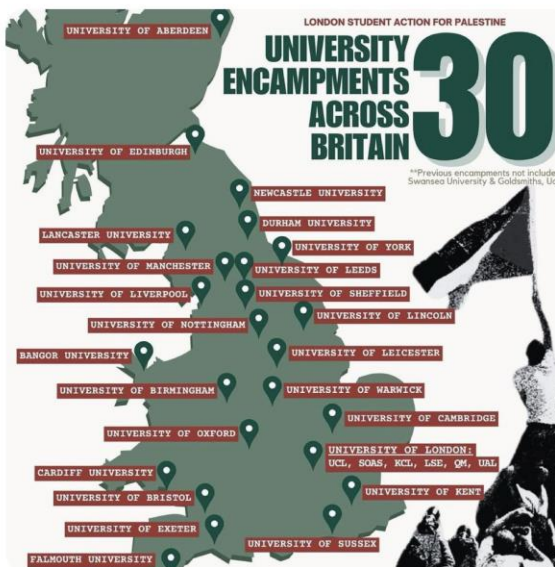 LONDON STUDENT ACTION FOR PALESTINE
UNIVERSITY
ENCAMPMENTS
ACROSS
BRITAIN
30
**Previous encampments not include
Swansea University & Goldsmiths, Uo
UNIVERSITY OF ABERDEEN
UNIVERSITY OF EDINBURGH
NEWCASTLE UNIVERSITY
DURHAM UNIVERSITY
LANCASTER UNIVERSITY
UNIVERSITY OF YORK
UNIVERSITY OF MANCHESTER
UNIVERSITY OF LEEDS
UNIVERSITY OF LIVERPOOL
UNIVERSITY OF SHEFFIELD
UNIVERSITY OF LINCOLN
UNIVERSITY OF NOTTINGHAM
BANGOR UNIVERSITY
UNIVERSITY OF LEICESTER
UNIVERSITY OF BIRMINGHAM
UNIVERSITY OF WARWICK
UNIVERSITY OF CAMBRIDGE
UNIVERSITY OF OXFORD
UNIVERSITY OF LONDON:
UCL, SOAS, KCL, LSE, QM, UAL
CARDIFF UNIVERSITY
UNIVERSITY OF KENT
UNIVERSITY OF BRISTOL
UNIVERSITY OF EXETER
UNIVERSITY OF SUSSEX
FALMOUTH UNIVERSITY